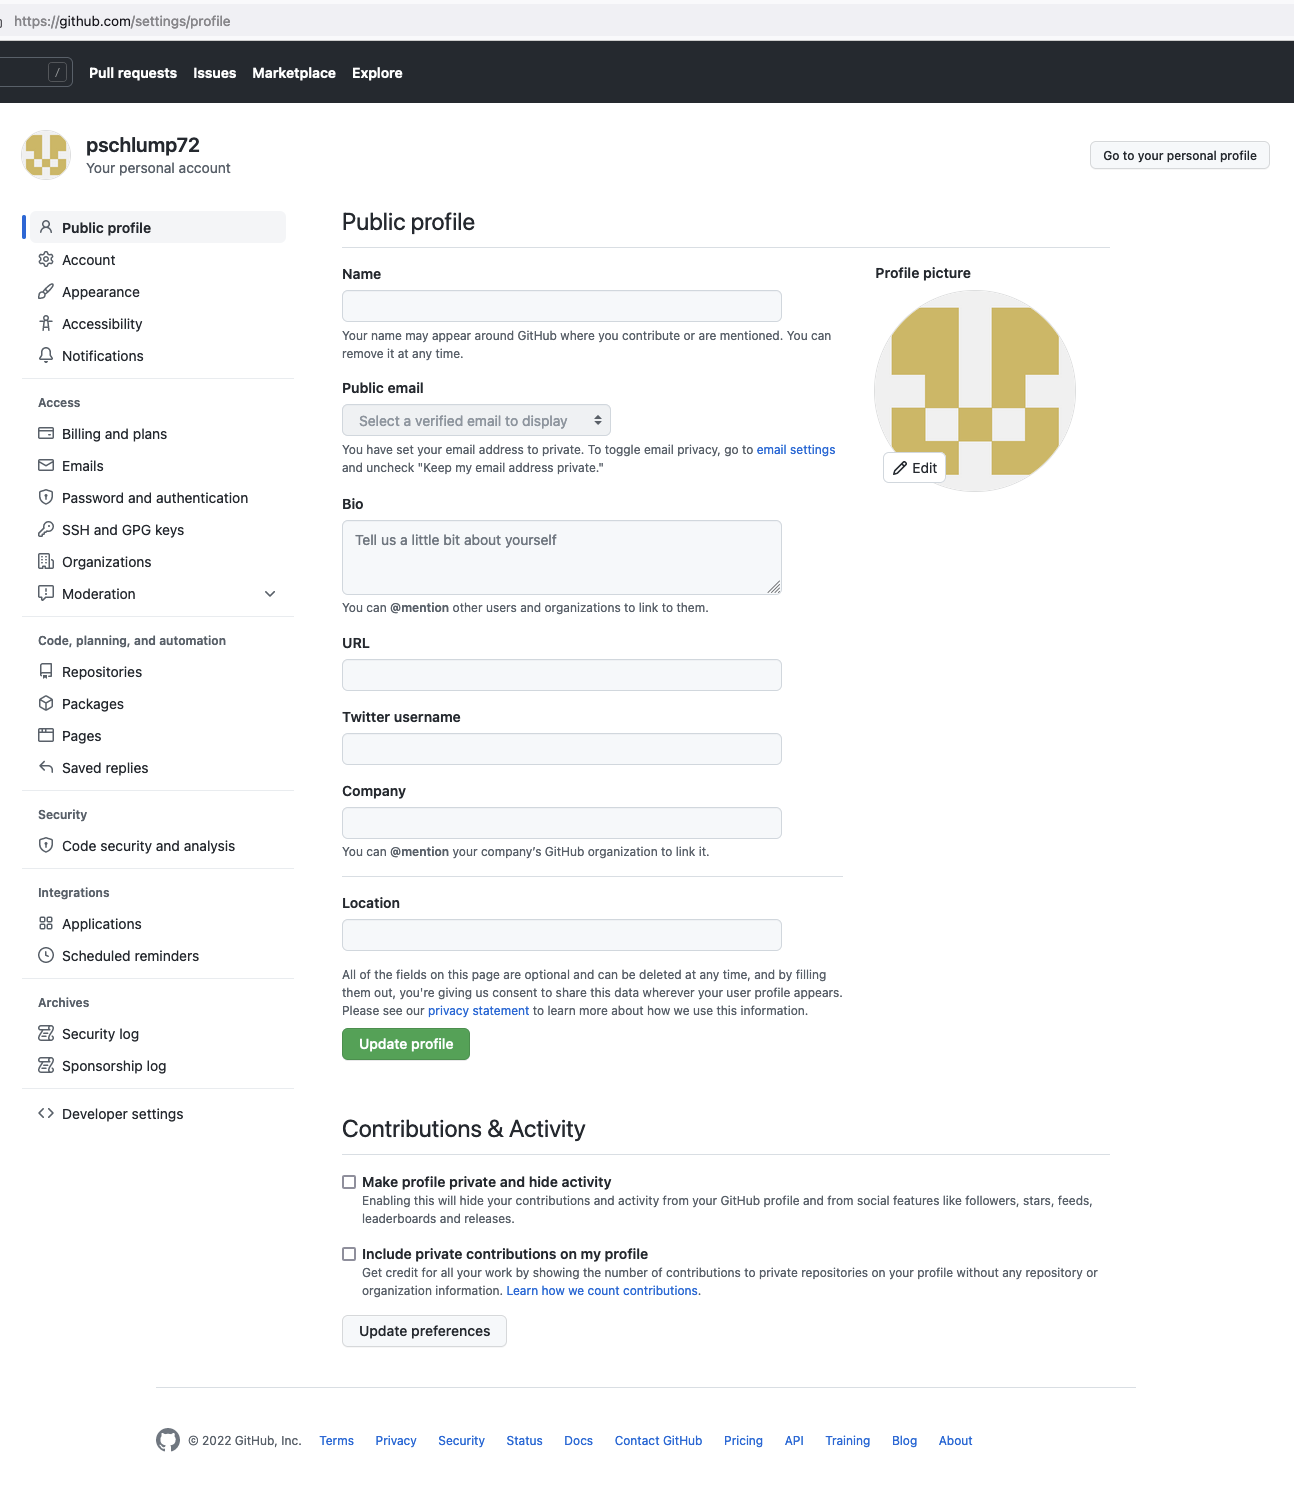 https://github.com/settings/profile
/
Pull requests Issues Marketplace Explore
pschlump72
Your personal account
Go to your personal profile
Public profile
Account
Appearance
Accessibility
Notifications
Access
Billing and plans
Emails
Password and authentication
SSH and GPG keys
Organizations
Moderation
Code, planning, and automation
Repositories
Packages
Pages
Saved replies
Security
Code security and analysis
Integrations
Applications
Scheduled reminders
Archives
Security log
Sponsorship log
Developer settings
Public profile
Name
Your name may appear around GitHub where you contribute or are mentioned. You can
remove it at any time.
Public email
Select a verified email to display
You have set your email address to private. To toggle email privacy, go to email settings
and uncheck "Keep my email address private."
Bio
Tell us a little bit about yourself
You can @mention other users and organizations to link to them.
URL
Twitter username
Company
You can @mention your company's GitHub organization to link it.
Location
All of the fields on this page are optional and can be deleted at any time, and by filling
them out, you're giving us consent to share this data wherever your user profile appears.
Please see our privacy statement to learn more about how we use this information.
Update profile
Profile picture
Edit
Contributions & Activity
Make profile private and hide activity
Enabling this will hide your contributions and activity from your GitHub profile and from social features like followers, stars, feeds,
leaderboards and releases.
Include private contributions on my profile
Get credit for all your work by showing the number of contributions to private repositories on your profile without any repository or
organization information. Learn how we count contributions.
Update preferences
© 2022 GitHub, Inc. Terms Privacy Security Status Docs Contact GitHub Pricing API Training Blog About